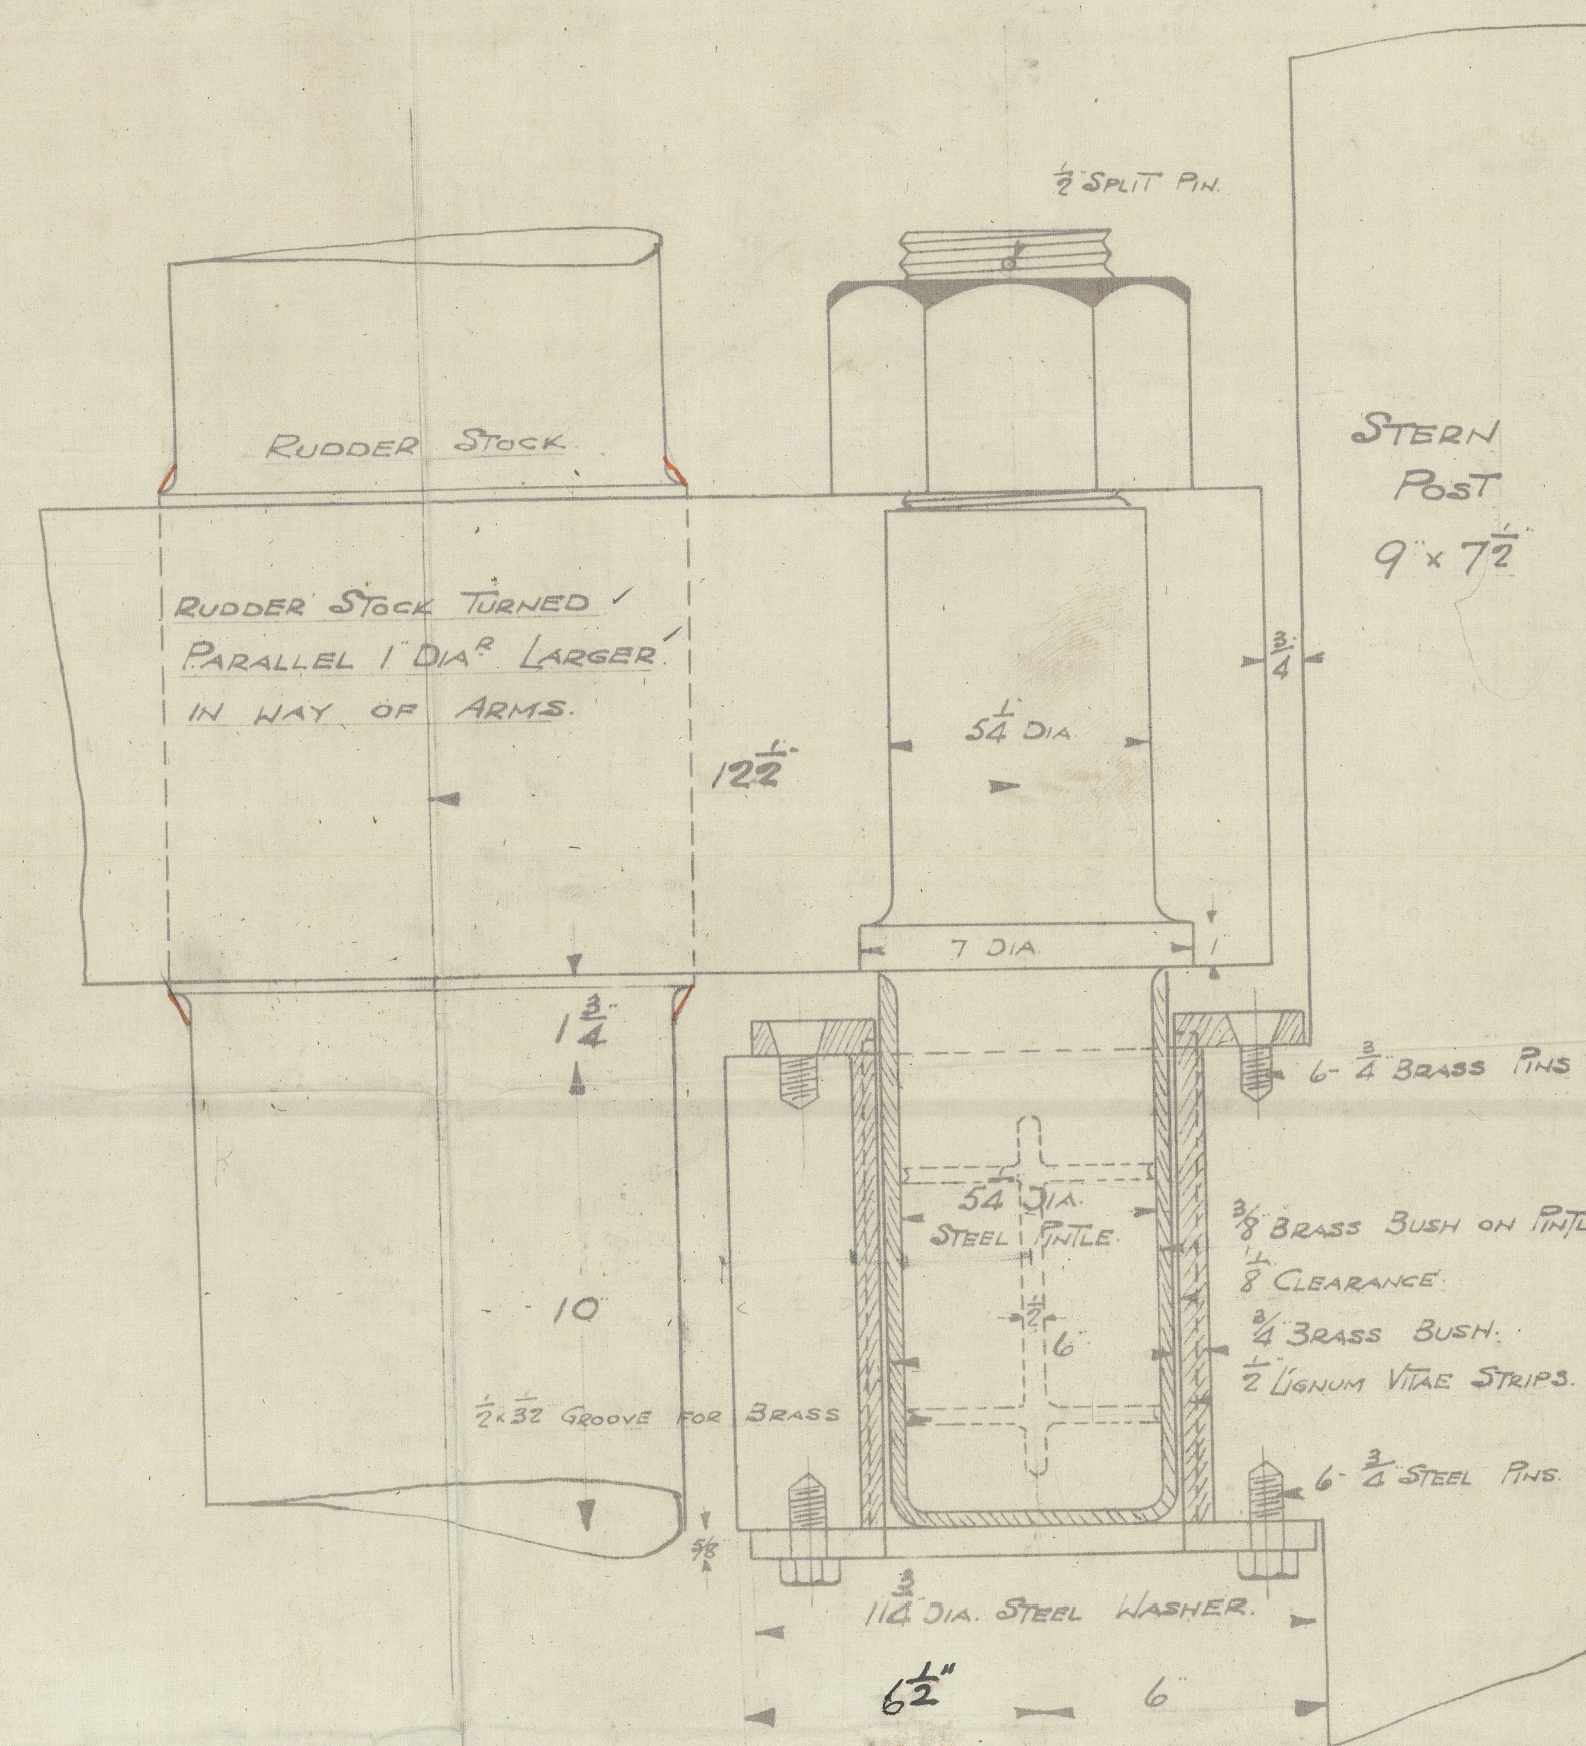 ½" SPLIT PIN.
RUDDER STOCK
STERN
POST
9" x 7½"
RUDDER STOCK TURNED ✓
PARALLEL 1" DIAR LARGER ✓
IN WAY OF ARMS.
¾"
5¼ DIA
12½"
7 DIA
1"
1¾"
6 - ¾" BRASS PINS
5¼ DIA.
STEEL PINTLE.
⅜ BRASS BUSH ON PINTL
⅛" CLEARANCE.
½"
10"
6"
¾ BRASS BUSH.
½" LIGNUM VITAE STRIPS.
½ x 1/32 GROOVE FOR BRASS
6 - ¾" STEEL PINS.
5/8"
11¾ DIA. STEEL WASHER.
6½" 6"